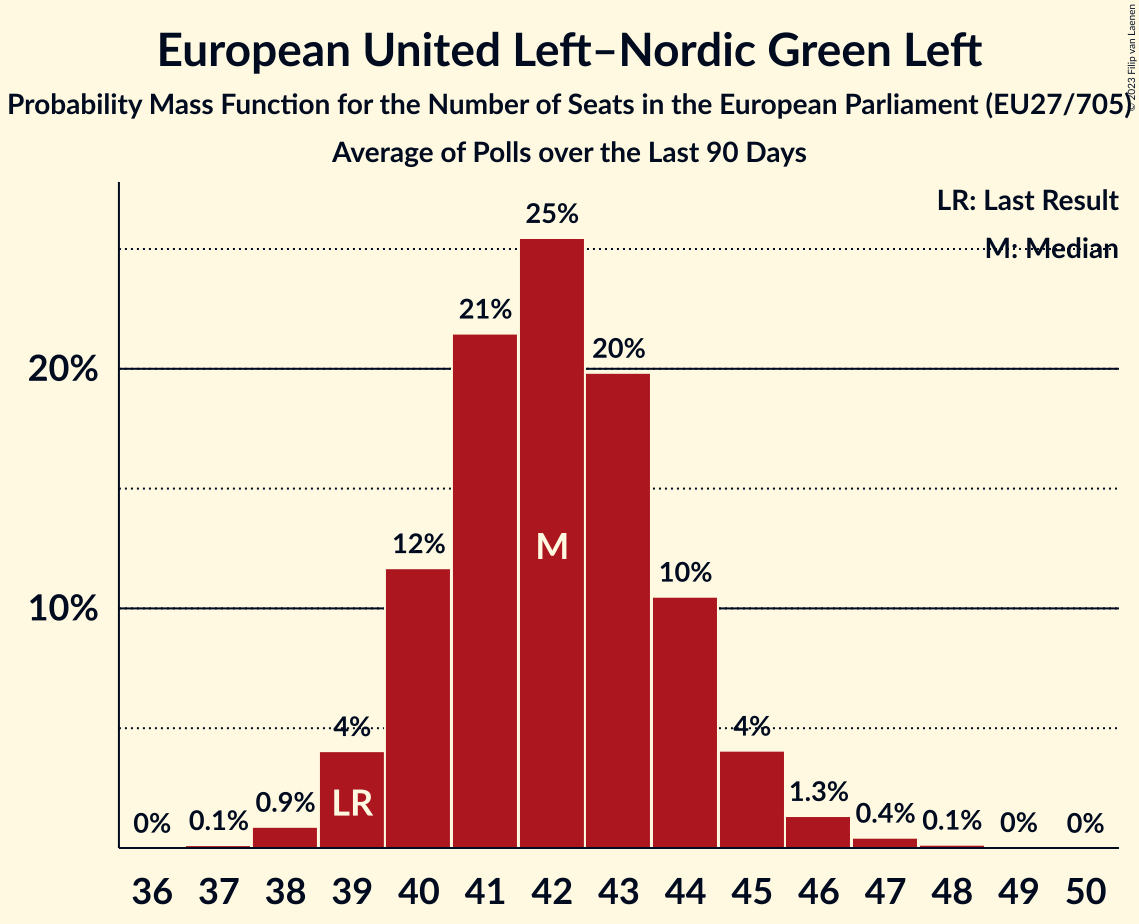 European United Left–Nordic Green Left
Probability Mass Function for the Number of Seats in the European Parliament (EU27/705)
Average of Polls over the Last 90 Days
© 2023 Filip van Laenen
LR: Last Result
M: Median
25%
21%
20%
20%
12%
M
10%
10%
4%
4%
LR
0%
0.1%
0.9%
1.3%
0.4%
0.1%
0%
0%
36 37 38 39 40 41 42 43 44 45 46 47 48 49 50